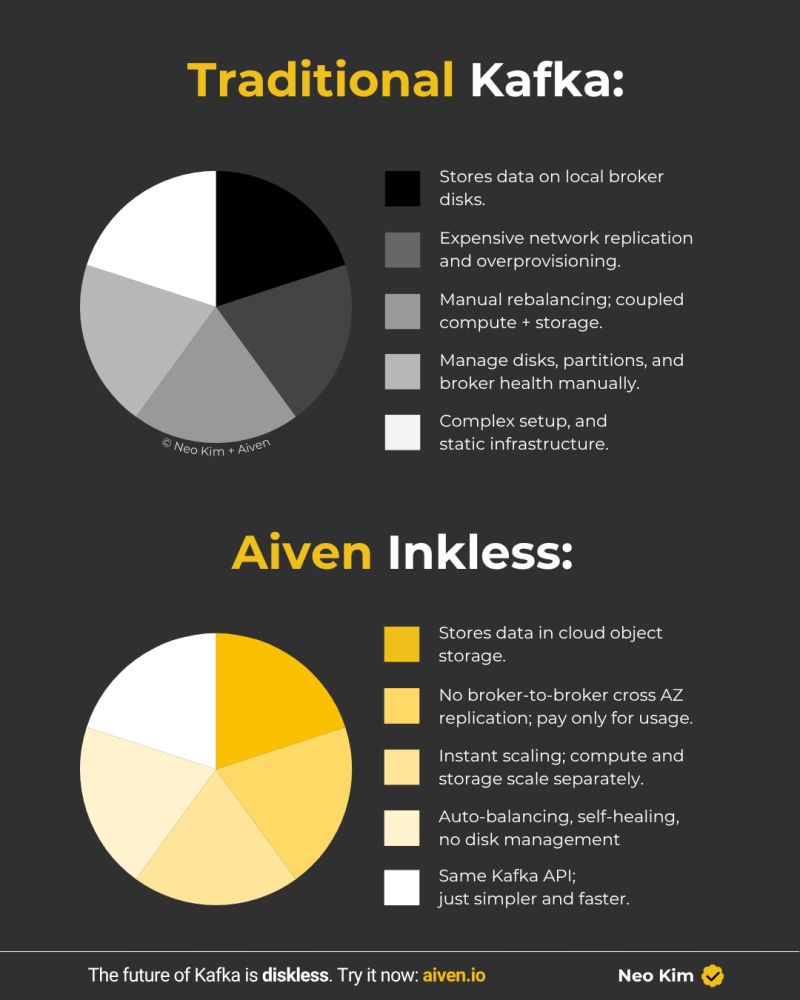 Traditional Kafka:
Stores data on local broker
disks.
Expensive network replication
and overprovisioning.
Manual rebalancing; coupled
compute + storage.
Manage disks, partitions, and
broker health manually.
Complex setup, and
static infrastructure.
© Neo Kim + Aiven
Aiven Inkless:
Stores data in cloud object
storage.
No broker-to-broker cross AZ
replication; pay only for usage.
Instant scaling; compute and
storage scale separately.
Auto-balancing, self-healing,
no disk management
Same Kafka API;
just simpler and faster.
The future of Kafka is diskless. Try it now: aiven.io
Neo Kim